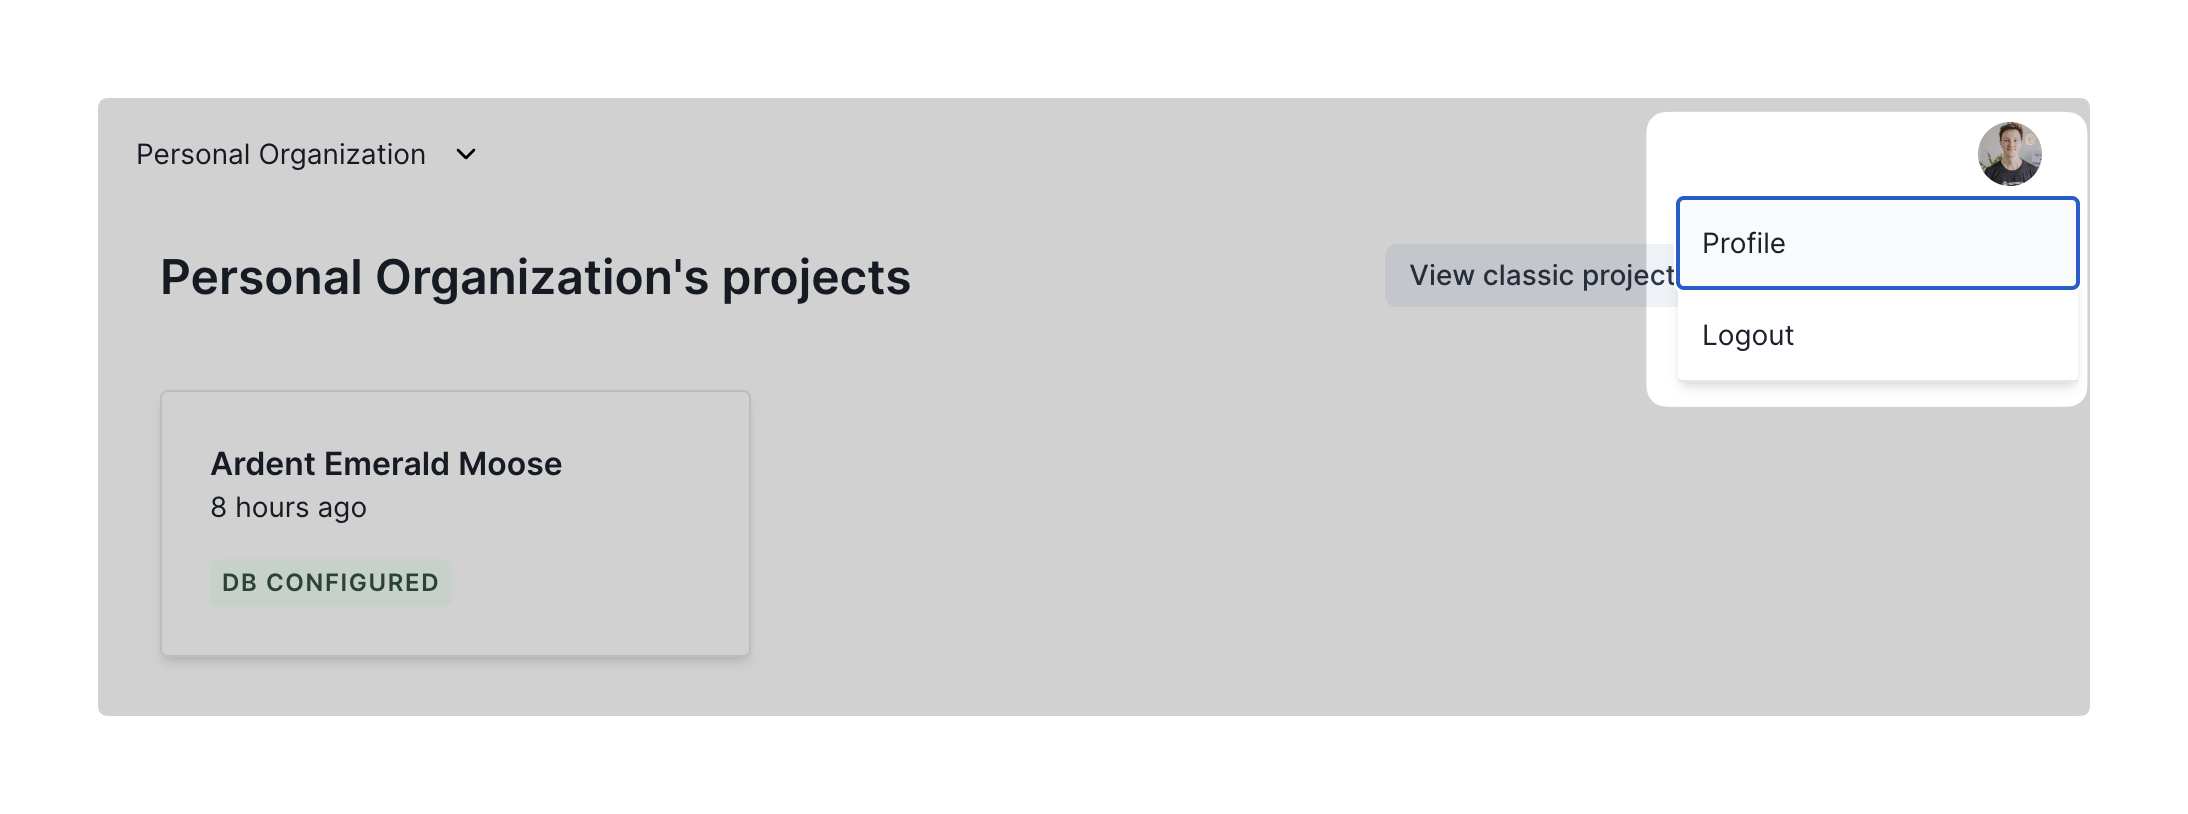 Personal Organization
Personal Organization's projects
View classic project
Profile
Logout
Ardent Emerald Moose
8 hours ago
DB CONFIGURED